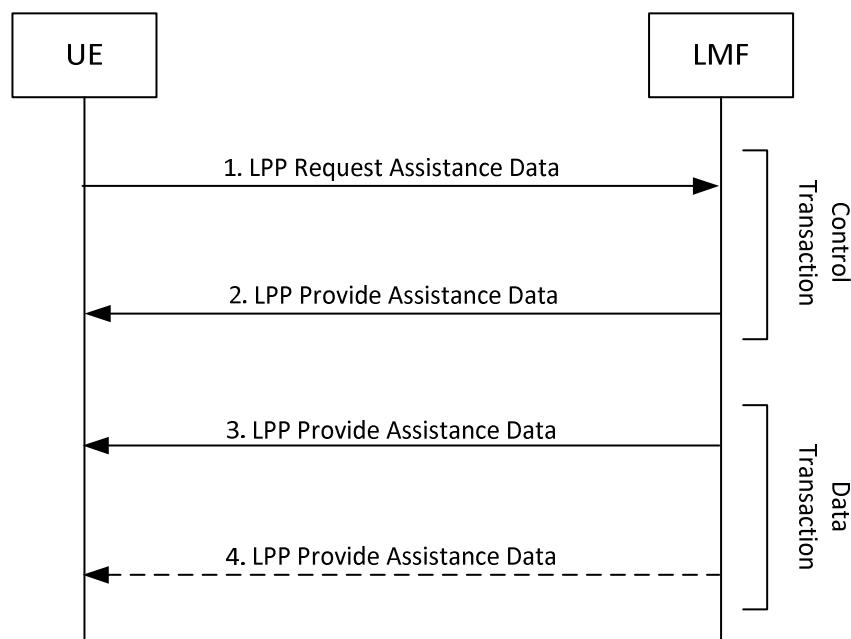 UE
LMF
1. LPP Request Assistance Data
2. LPP Provide Assistance Data
Control
Transaction
3. LPP Provide Assistance Data
4. LPP Provide Assistance Data
Data
Transaction